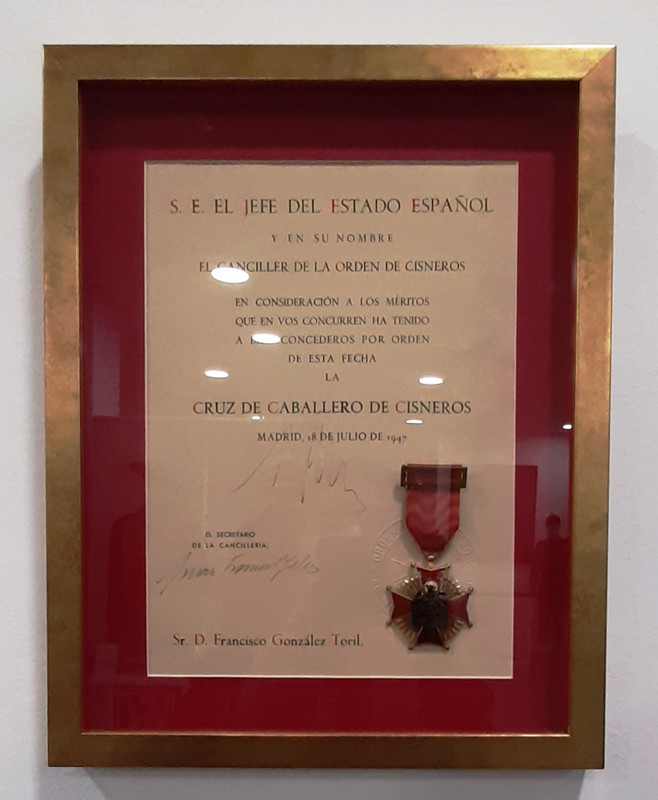 S. E. EL JEFE DEL ESTADO ESPAÑOL
Y EN SU NOMBRE
EL CANCILLER DE LA ORDEN DE CISNEROS
EN CONSIDERACIÓN A LOS MÉRITOS
QUE EN VOS CONCURREN HA TENIDO
A CONCEDEROS POR ORDEN
DE ESTA FECHA
LA
CRUZ DE CABALLERO DE CISNEROS
MADRID, 18 DE JULIO DE 1947
EL SECRETARIO
DE LA CANCILLERIA,
Sr. D. Francisco González Toril.